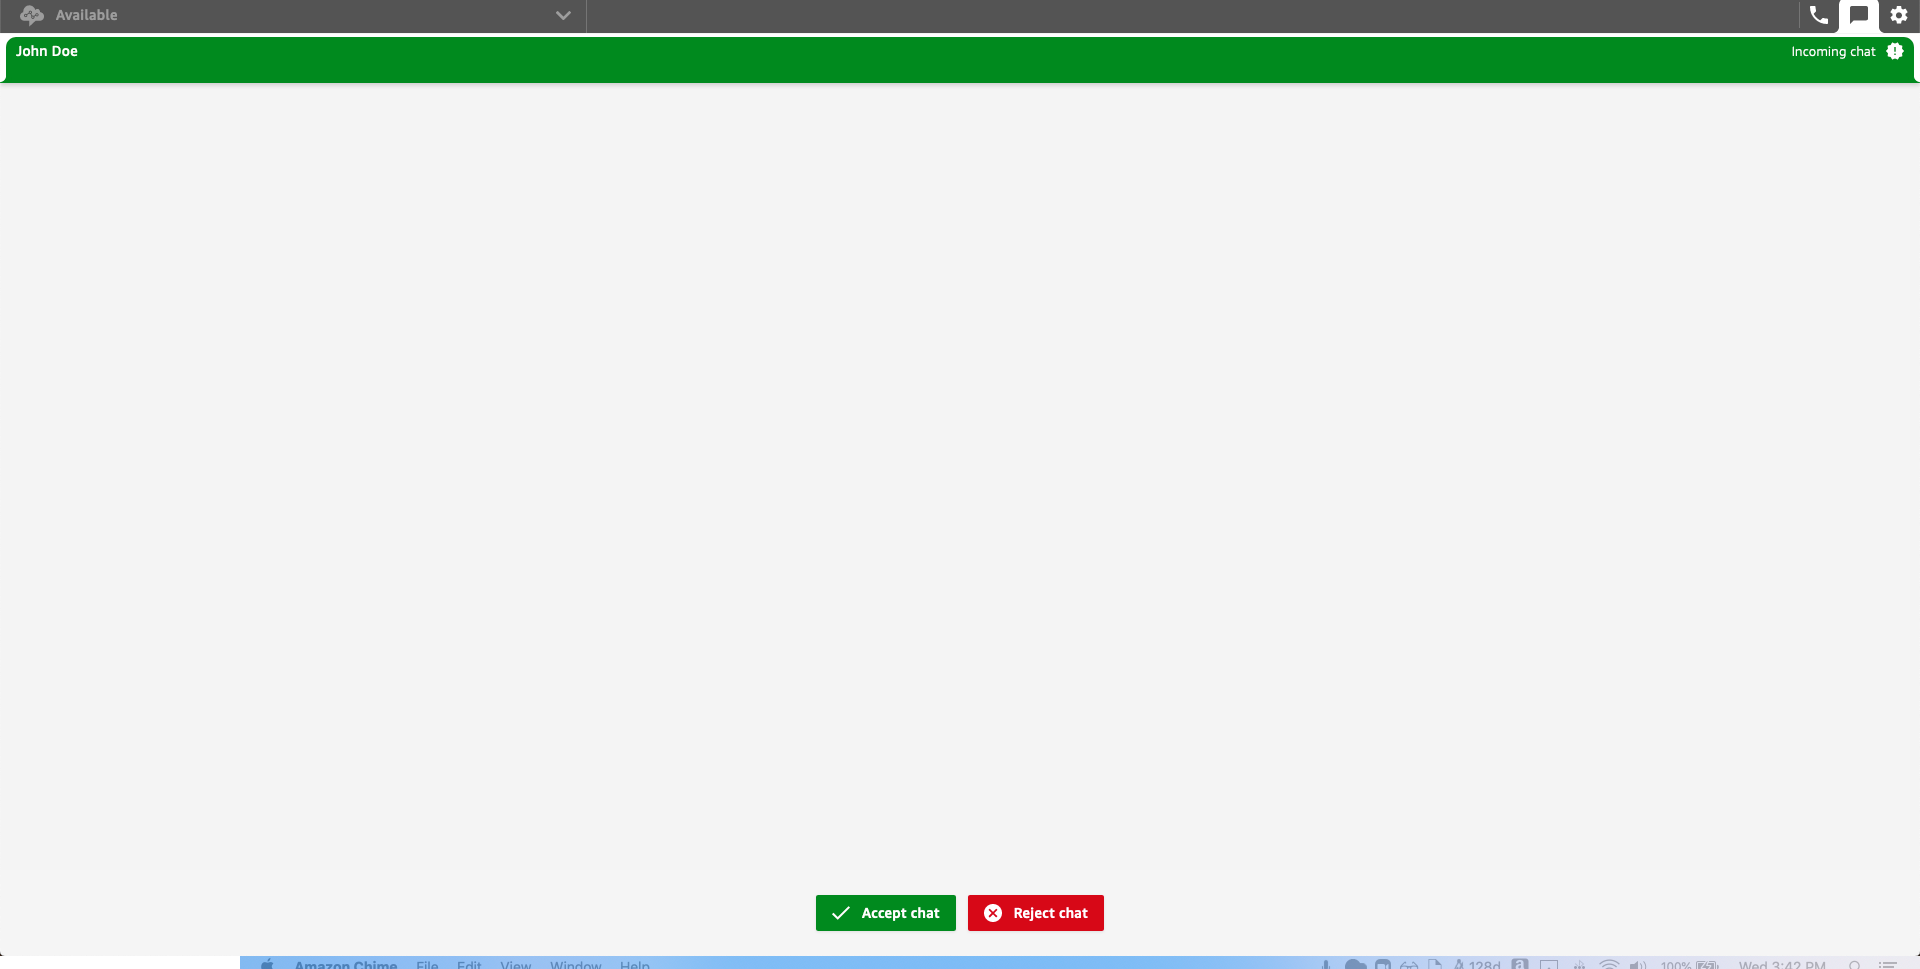 Available
John Doe
Incoming chat
Accept chat
Reject chat
Amazon Chime File Edit View Window Help 128d a 100% Wed 3:42 PM